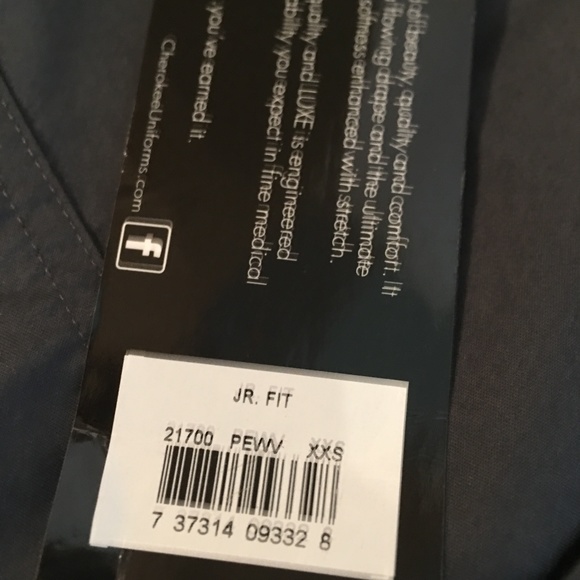 of beauty, quality and comfort. It
flowing drape and the ultimate
softness enhanced with stretch.
quality and LUXE is engineered
you expect in fine medical
you've earned it.
CherokeeUniforms.com
f
JR. FIT
21700 PEWV XXS
7 37314 09332 8